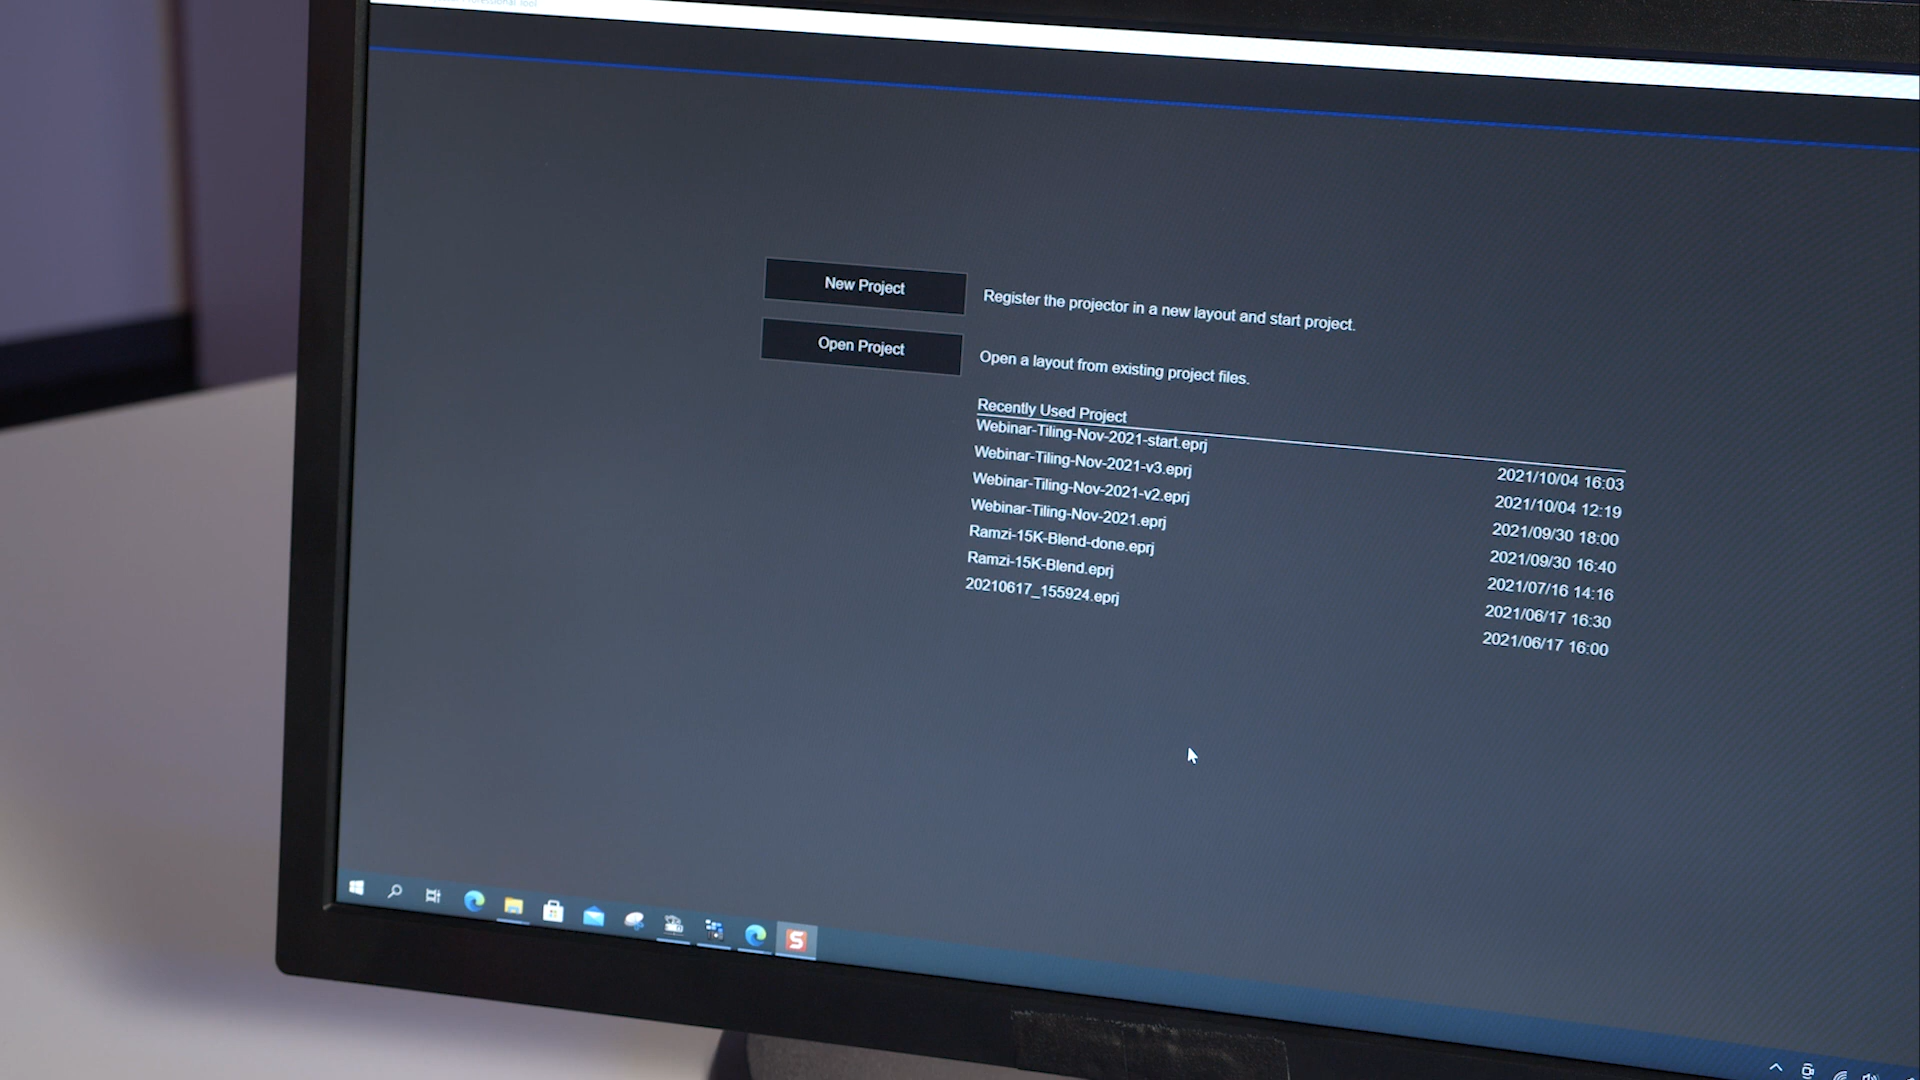 Professional Tool
New Project
Register the projector in a new layout and start project.
Open Project
Open a layout from existing project files.
Recently Used Project
Webinar-Tiling-Nov-2021-start.eprj 2021/10/04 16:03
Webinar-Tiling-Nov-2021-v3.eprj 2021/10/04 12:19
Webinar-Tiling-Nov-2021-v2.eprj 2021/09/30 18:00
Webinar-Tiling-Nov-2021.eprj 2021/09/30 16:40
Ramzi-15K-Blend-done.eprj 2021/07/16 14:16
Ramzi-15K-Blend.eprj 2021/06/17 16:30
20210617_155924.eprj 2021/06/17 16:00
S